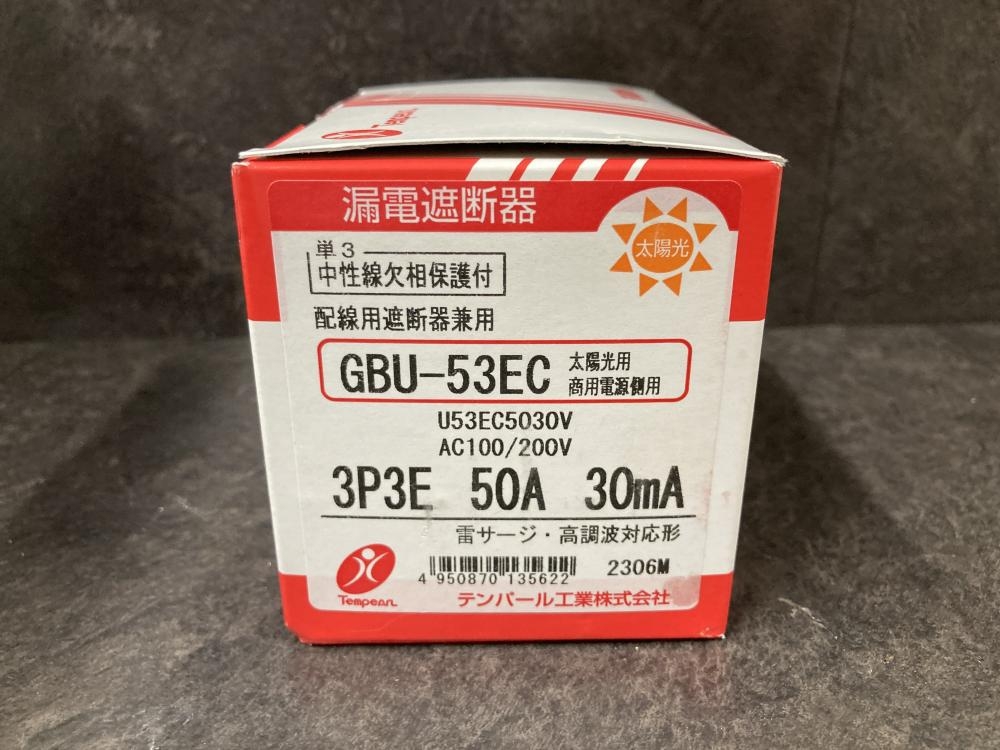 Tempearl
漏電遮断器
太陽光
単3
中性線欠相保護付
配線用遮断器兼用
GBU-53EC
太陽光用
商用電源側用
U53EC5030V
AC100/200V
3P3E 50A 30mA
雷サージ・高調波対応形
4 950870 135622
2306M
TempeaRL
テンパール工業株式会社